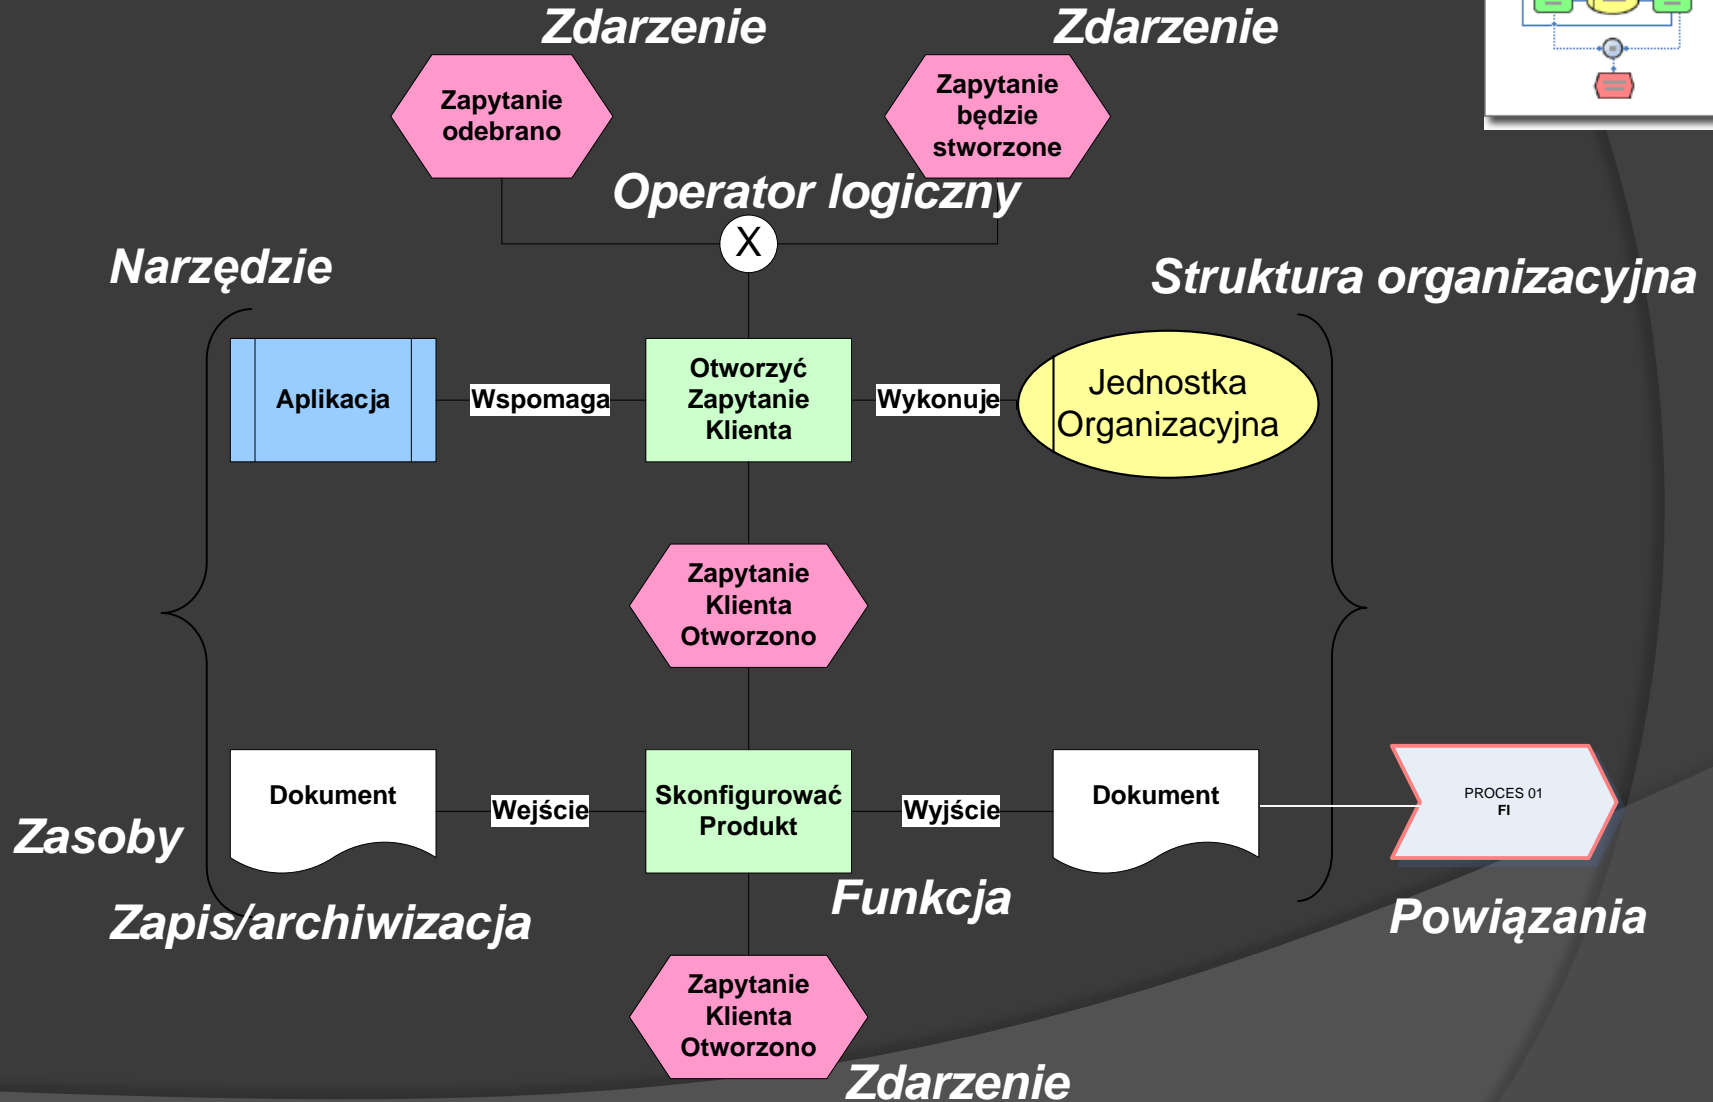 Zdarzenie
Zdarzenie
Zapytanie
odebrano
Zapytanie
będzie
stworzone
Operator logiczny
X
Narzędzie
Struktura organizacyjna
Aplikacja
Wspomaga
Otworzyć
Zapytanie
Klienta
Wykonuje
Jednostka
Organizacyjna
Zapytanie
Klienta
Otworzono
Dokument
Wejście
Skonfigurować
Produkt
Wyjście
Dokument
PROCES 01
FI
Zasoby
Zapis/archiwizacja
Funkcja
Powiązania
Zapytanie
Klienta
Otworzono
Zdarzenie